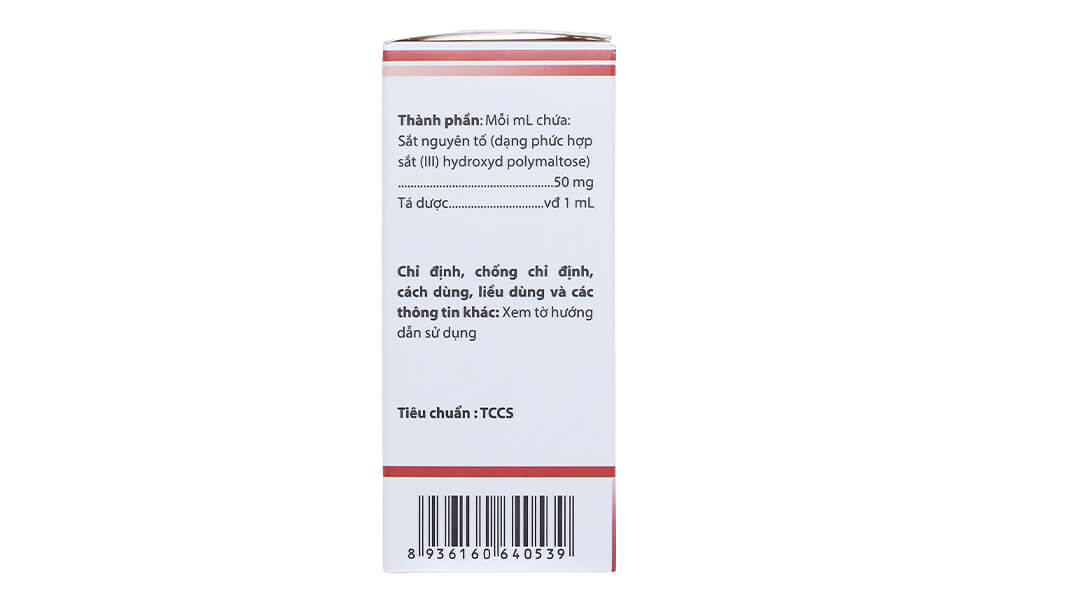 Thành phần: Mỗi mL chứa:
Sắt nguyên tố (dạng phức hợp
sắt (III) hydroxyd polymaltose)
..................................................50 mg
Tá dược..............................vđ 1 mL
Chỉ định, chống chỉ định,
cách dùng, liều dùng và các
thông tin khác: Xem tờ hướng
dẫn sử dụng
Tiêu chuẩn : TCCS
8 936160 640539